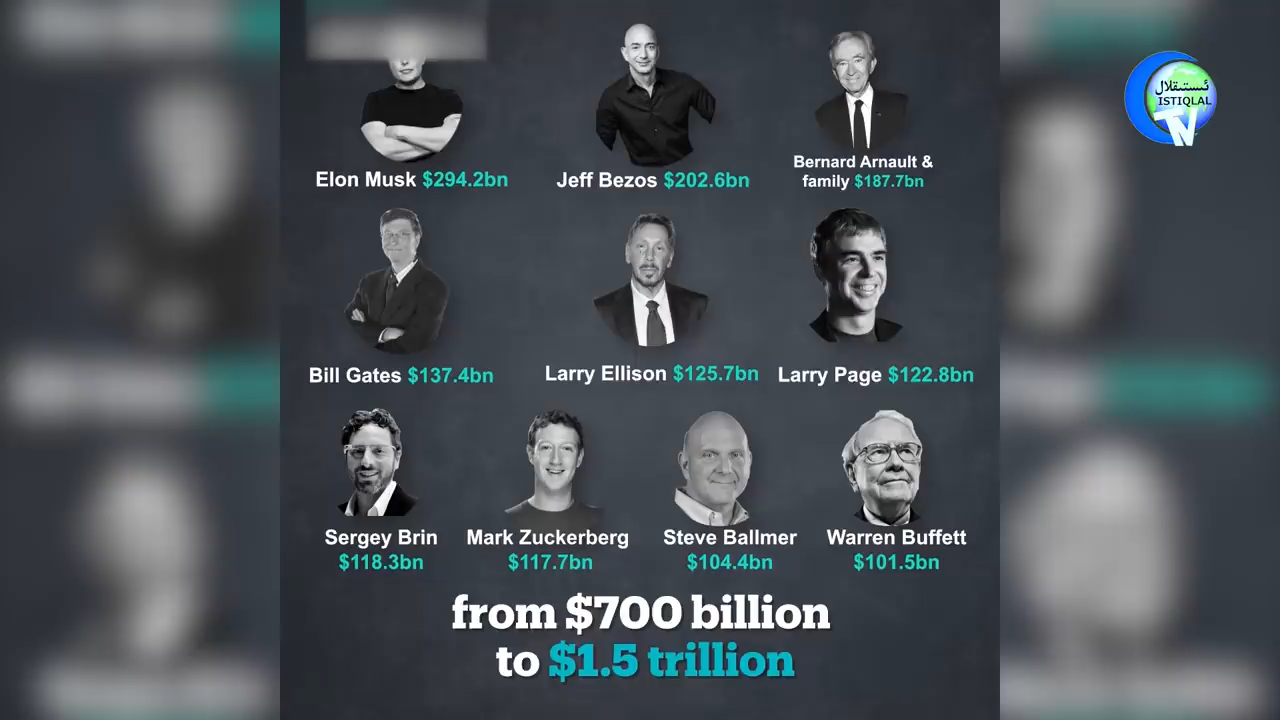 ئىستىقلال
ISTIQLAL
TV
Elon Musk $294.2bn
Jeff Bezos $202.6bn
Bernard Arnault &
family $187.7bn
Bill Gates $137.4bn
Larry Ellison $125.7bn
Larry Page $122.8bn
Sergey Brin
$118.3bn
Mark Zuckerberg
$117.7bn
Steve Ballmer
$104.4bn
Warren Buffett
$101.5bn
from $700 billion
to $1.5 trillion